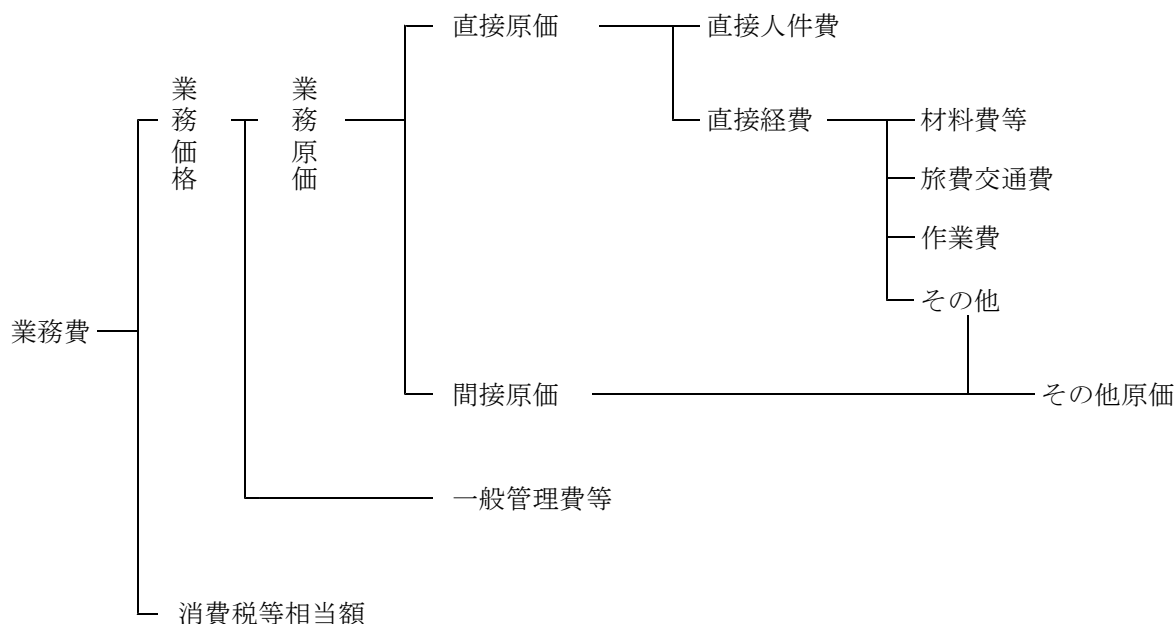 直接原価
直接人件費
業務価格
業務原価
直接経費
材料費等
旅費交通費
作業費
その他
業務費
間接原価
その他原価
一般管理費等
消費税等相当額